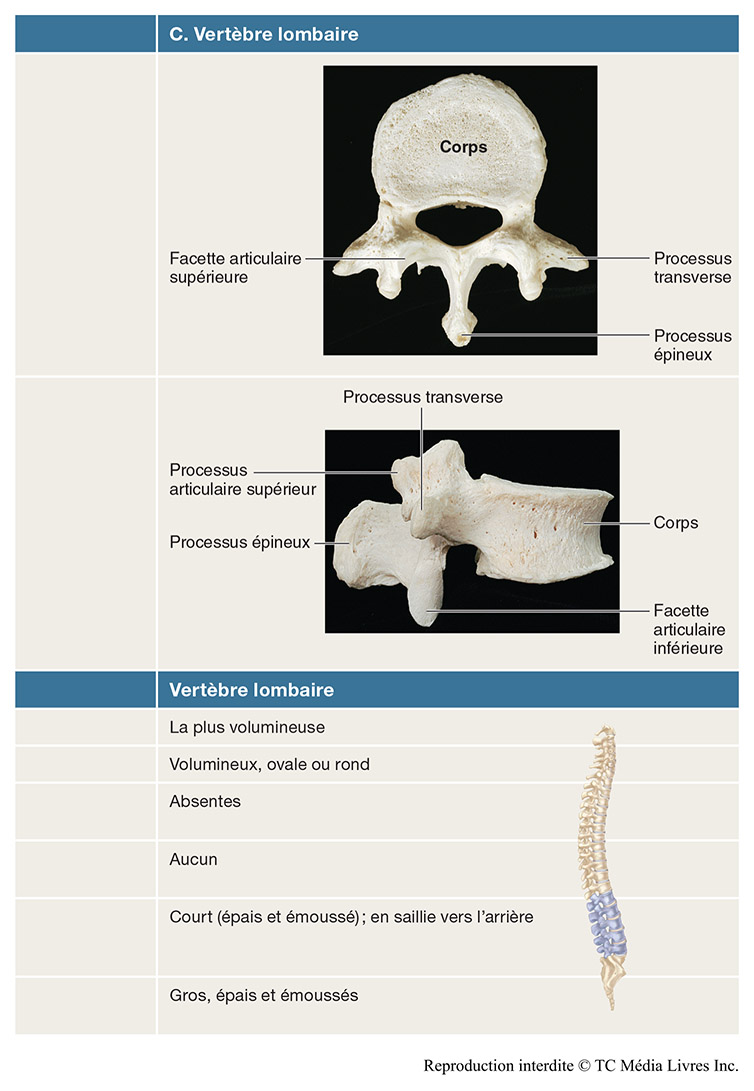 C. Vertèbre lombaire
Corps
Facette articulaire
supérieure
Processus
transverse
Processus
épineux
Processus transverse
Processus
articulaire supérieur
Processus épineux
Corps
Facette
articulaire
inférieure
Vertèbre lombaire
La plus volumineuse
Volumineux, ovale ou rond
Absentes
Aucun
Court (épais et émoussé) ; en saillie vers l’arrière
Gros, épais et émoussés
Reproduction interdite © TC Média Livres Inc.